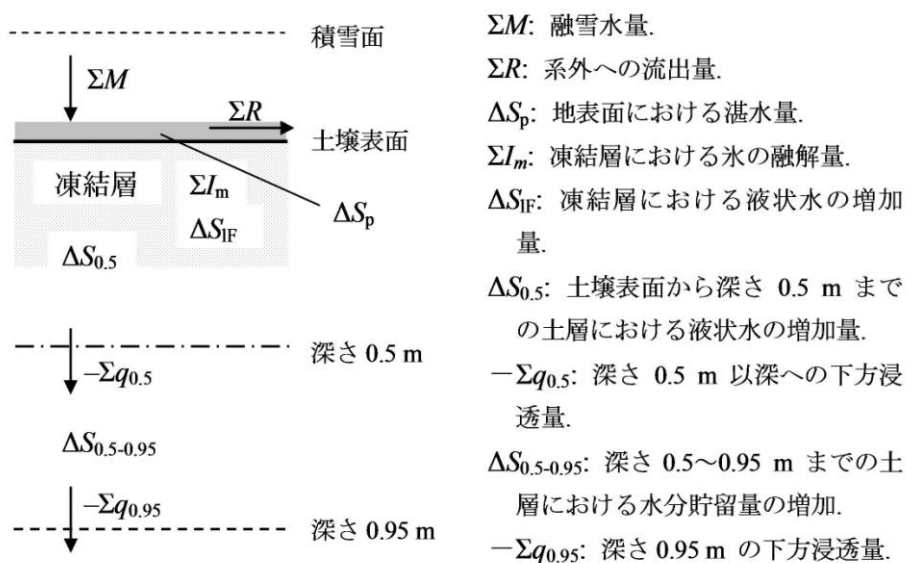 積雪面
ΣM
ΣR
土壌表面
凍結層
ΣIm
ΔSp
ΔSIF
ΔS0.5
深さ 0.5 m
−Σq0.5
ΔS0.5-0.95
−Σq0.95
深さ 0.95 m
ΣM: 融雪水量.
ΣR: 系外への流出量.
ΔSp: 地表面における湛水量.
ΣIm: 凍結層における氷の融解量.
ΔSIF: 凍結層における液状水の増加
量.
ΔS0.5: 土壌表面から深さ 0.5 m まで
の土層における液状水の増加量.
−Σq0.5: 深さ 0.5 m 以深への下方浸
透量.
ΔS0.5-0.95: 深さ 0.5~0.95 m までの土
層における水分貯留量の増加.
−Σq0.95: 深さ 0.95 m の下方浸透量.